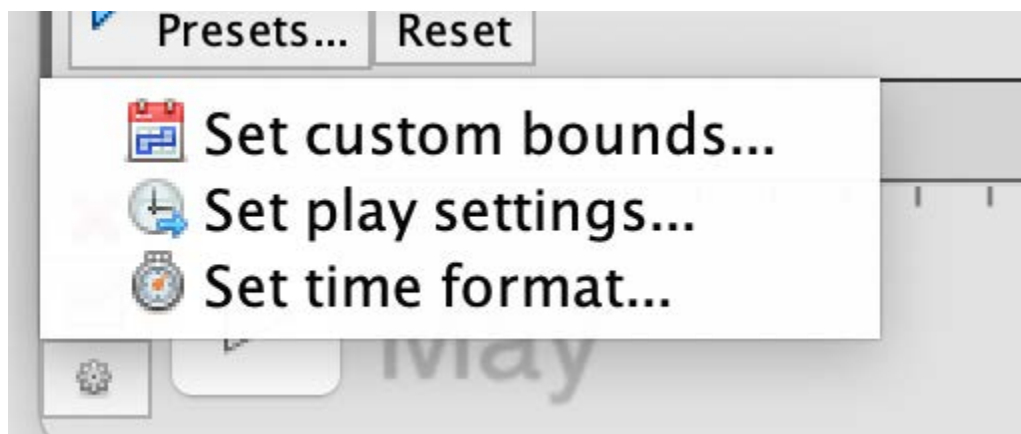 Presets... Reset
Set custom bounds...
Set play settings...
Set time format...
May